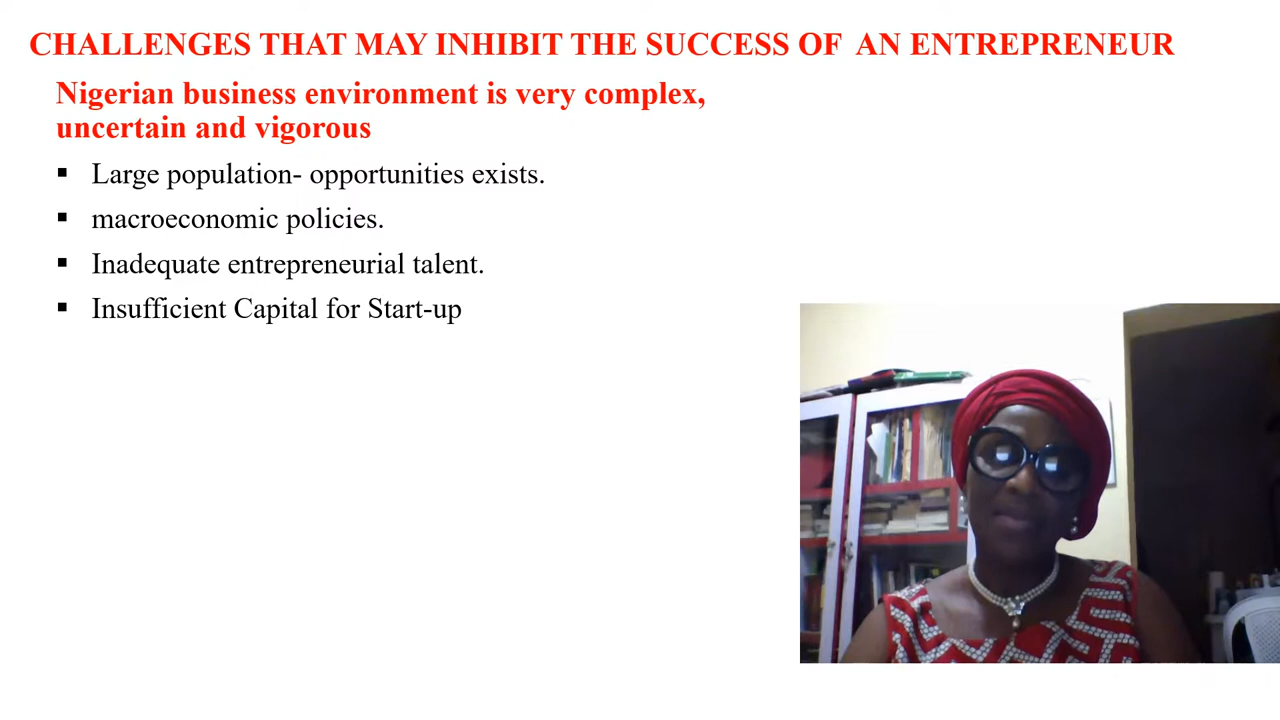 CHALLENGES THAT MAY INHIBIT THE SUCCESS OF AN ENTREPRENEUR
Nigerian business environment is very complex,
uncertain and vigorous
▪ Large population- opportunities exists.
▪ macroeconomic policies.
▪ Inadequate entrepreneurial talent.
▪ Insufficient Capital for Start-up